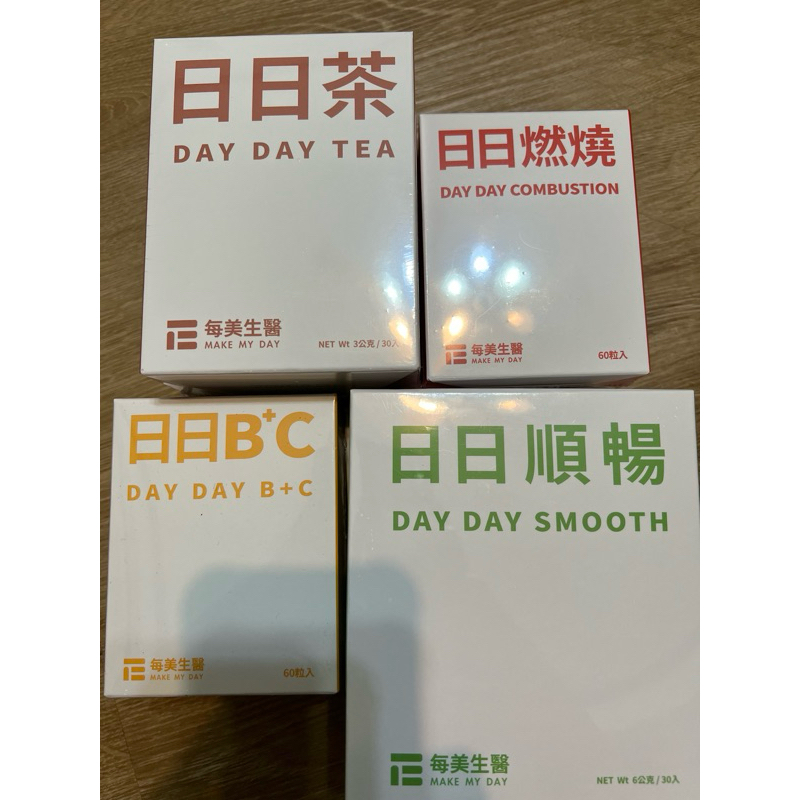 日日茶
DAY DAY TEA
每美生醫
MAKE MY DAY
NET Wt 3公克/30入
日日燃燒
DAY DAY COMBUSTION
每美生醫
MAKE MY DAY
60粒入
日日B+C
DAY DAY B+C
每美生醫
MAKE MY DAY
60粒入
日日順暢
DAY DAY SMOOTH
每美生醫
MAKE MY DAY
NET Wt 6公克/30入